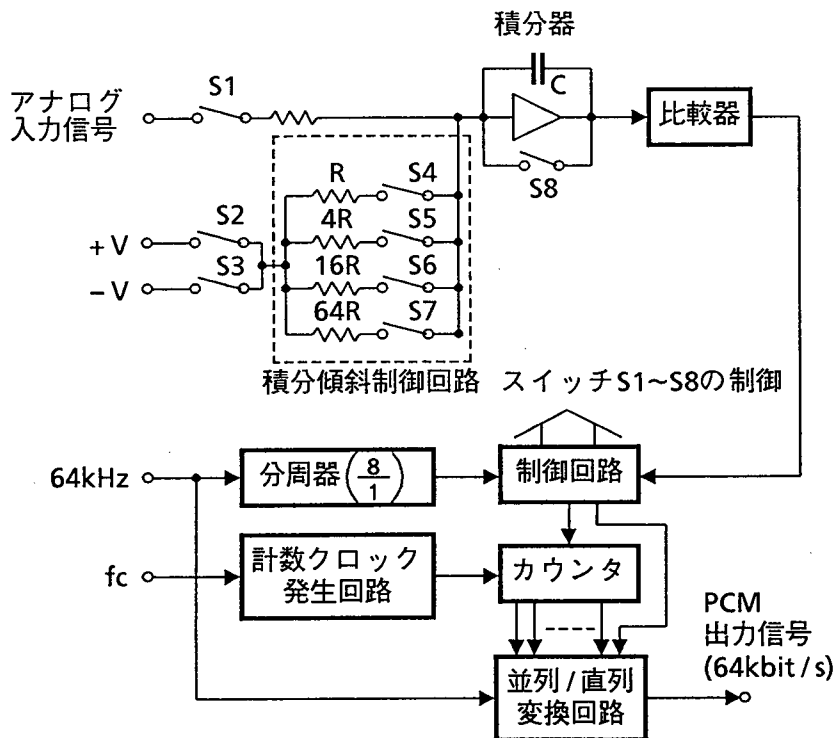 積分器
C
S1
アナログ
入力信号
比較器
S8
R
S4
4R
S5
16R
S6
64R
S7
S2
+V
S3
−V
積分傾斜制御回路
スイッチS1~S8の制御
64kHz
分周器(8/1)
制御回路
fc
計数クロック
発生回路
カウンタ
PCM
出力信号
(64kbit/s)
並列/直列
変換回路